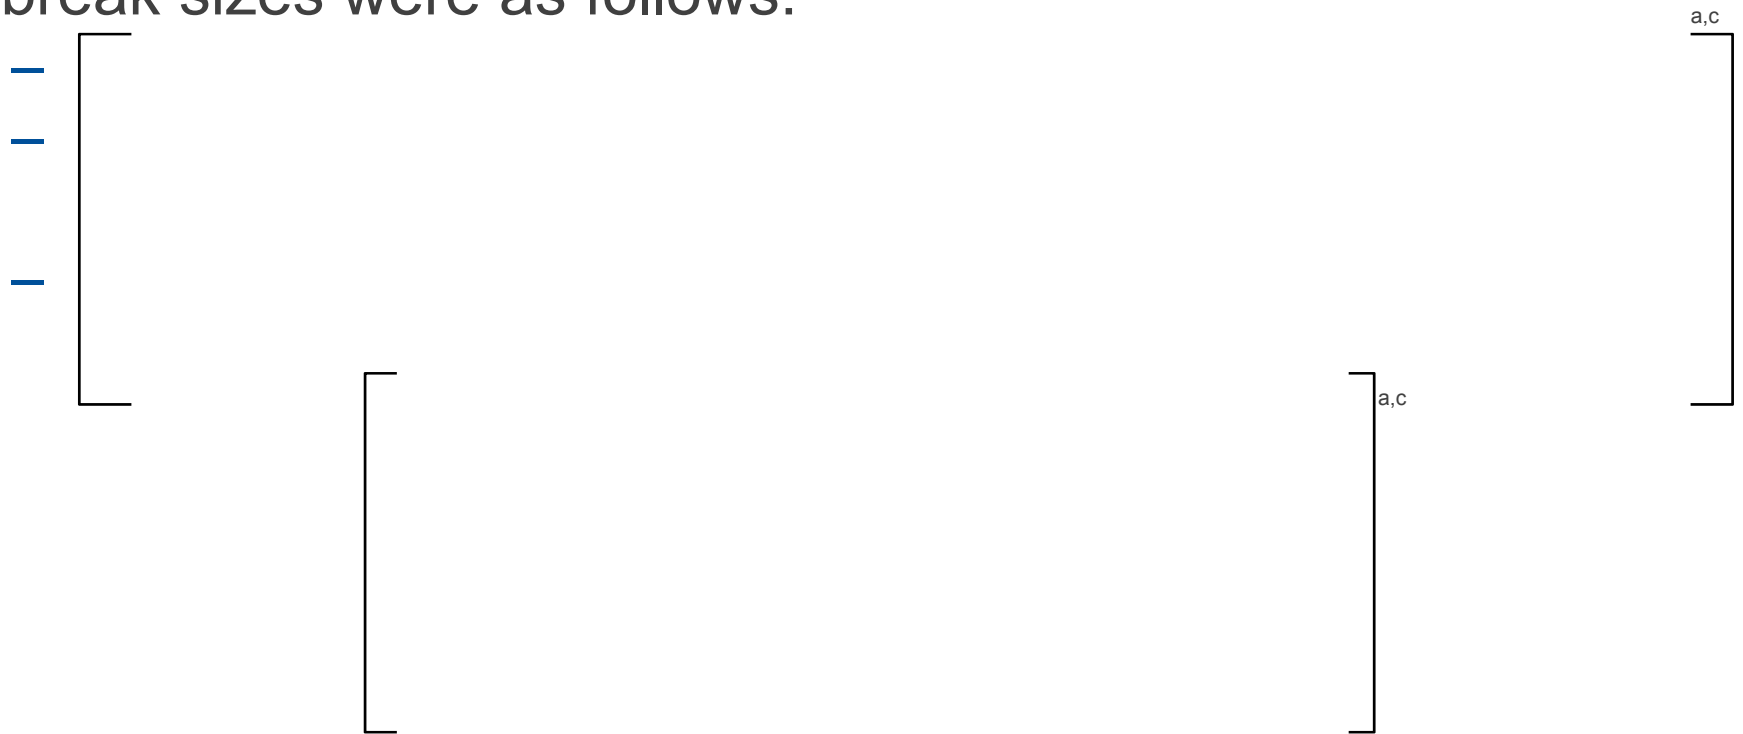 break sizes were as follows:
a,c
–
–
–
a,c